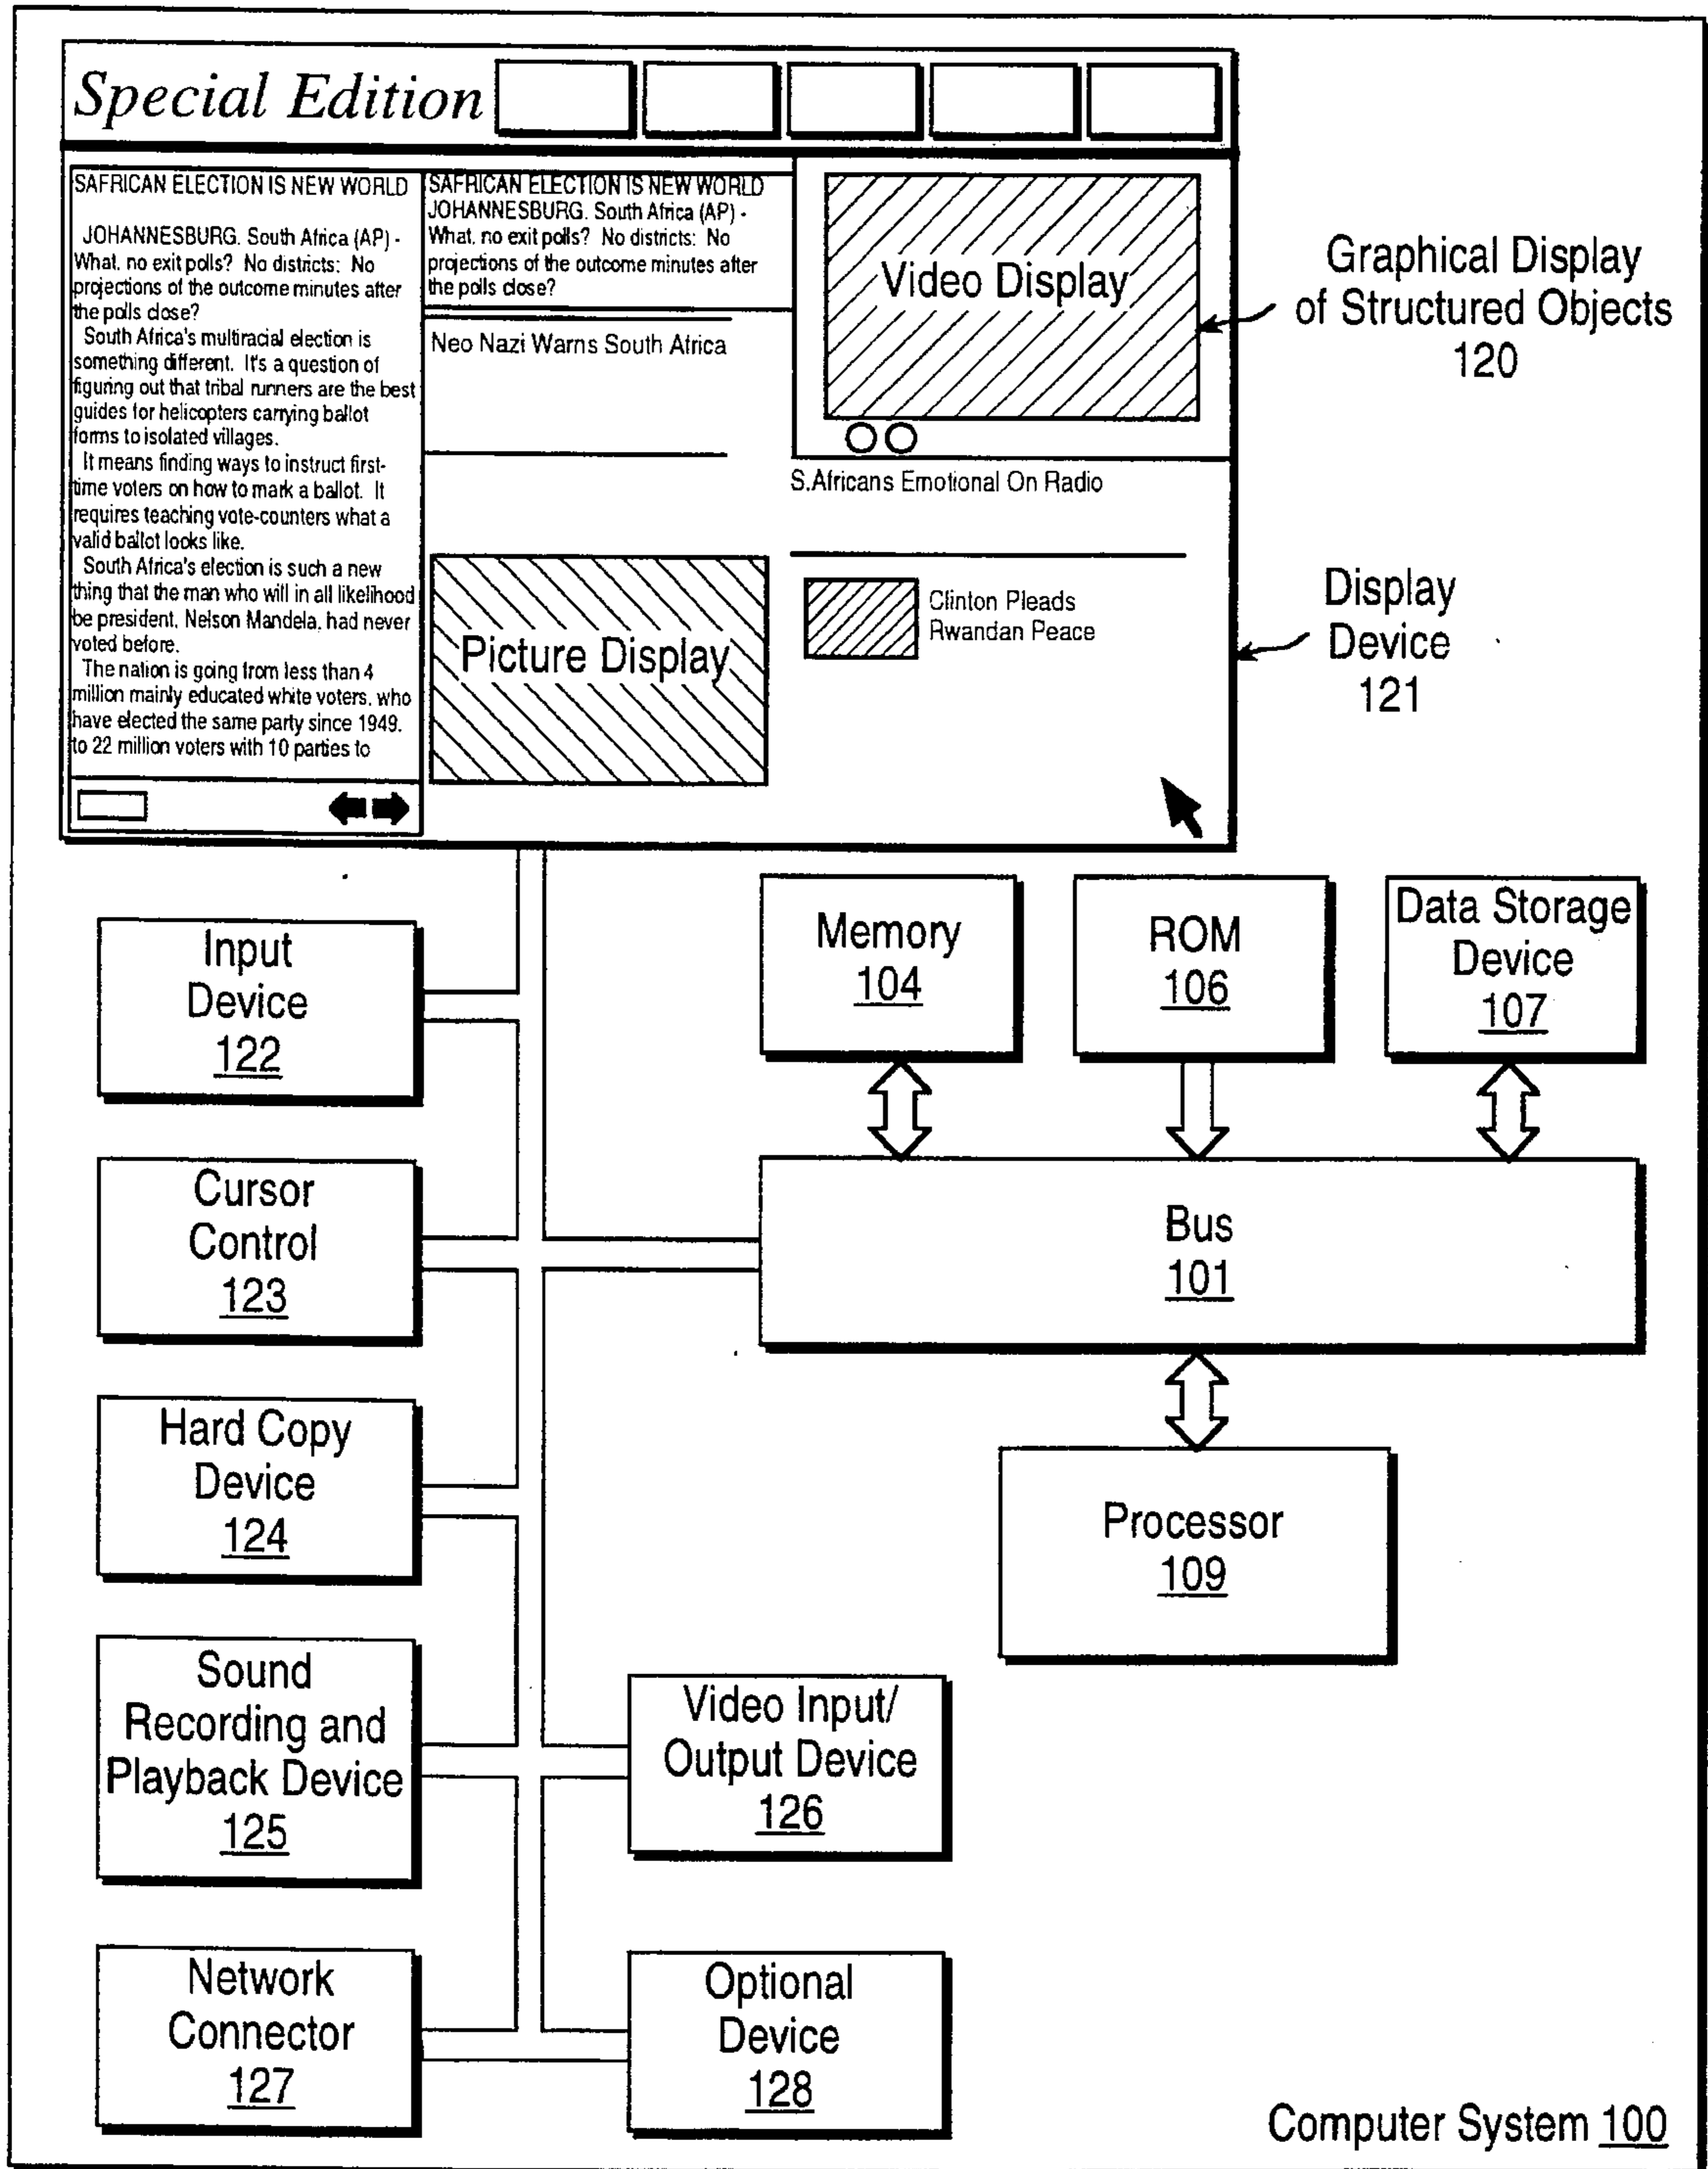 Special Edition
SAFRICAN ELECTION IS NEW WORLD
JOHANNESBURG. South Africa (AP) -
What. no exit polls? No districts: No
projections of the outcome minutes after
the polls close?
South Africa's multiracial election is
something different. It's a question of
figuring out that tribal runners are the best
guides for helicopters carrying ballot
forms to isolated villages.
It means finding ways to instruct first-
time voters on how to mark a ballot. It
requires teaching vote-counters what a
valid ballot looks like.
South Africa's election is such a new
thing that the man who will in all likelihood
be president, Nelson Mandela, had never
voted before.
The nation is going from less than 4
million mainly educated white voters, who
have elected the same party since 1949.
to 22 million voters with 10 parties to
SAFRICAN ELECTION IS NEW WORLD
JOHANNESBURG. South Africa (AP) -
What. no exit polls? No districts: No
projections of the outcome minutes after
the polls close?
Neo Nazi Warns South Africa
Picture Display
Video Display
S.Africans Emotional On Radio
Clinton Pleads
Rwandan Peace
Graphical Display
of Structured Objects
120
Display
Device
121
Input
Device
122
Memory
104
ROM
106
Data Storage
Device
107
Cursor
Control
123
Bus
101
Hard Copy
Device
124
Processor
109
Sound
Recording and
Playback Device
125
Video Input/
Output Device
126
Network
Connector
127
Optional
Device
128
Computer System 100